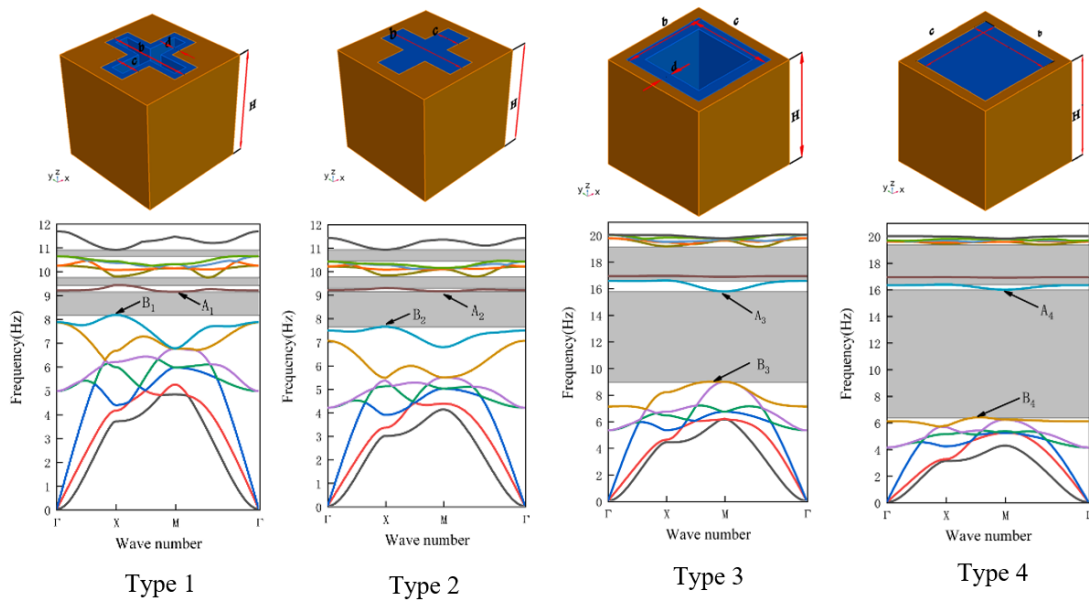 b d c H
y Z x
b c H
y Z x
b c d H
y Z x
c b H
y Z x
12
11
10
9
8
7
6
5
4
3
2
1
0
Frequency(Hz)
B1
A1
Γ X M Γ
Wave number
12
11
10
9
8
7
6
5
4
3
2
1
0
Frequency(Hz)
B2
A2
Γ X M Γ
Wave number
20
18
16
14
12
10
8
6
4
2
0
Frequency(Hz)
A3
B3
Γ X M Γ
Wave number
20
18
16
14
12
10
8
6
4
2
0
Frequency(Hz)
A4
B4
Γ X M
Wave number
Type 1
Type 2
Type 3
Type 4